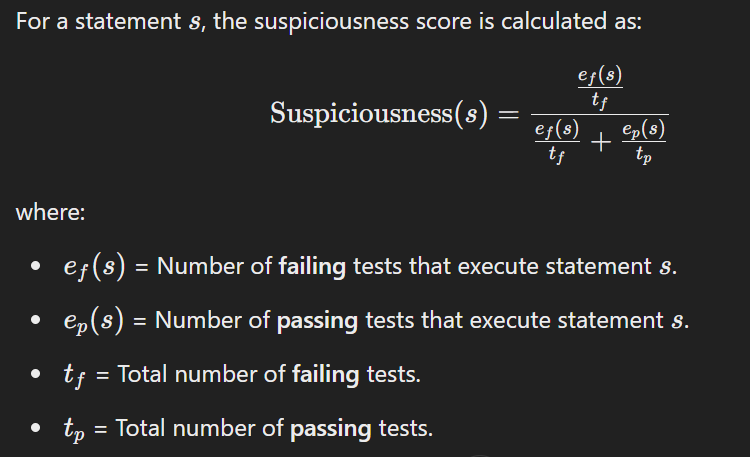 For a statement s, the suspiciousness score is calculated as:
Suspiciousness(s) = \frac{\frac{e_f(s)}{t_f}}{\frac{e_f(s)}{t_f} + \frac{e_p(s)}{t_p}}
where:
• e_f(s) = Number of failing tests that execute statement s.
• e_p(s) = Number of passing tests that execute statement s.
• t_f = Total number of failing tests.
• t_p = Total number of passing tests.